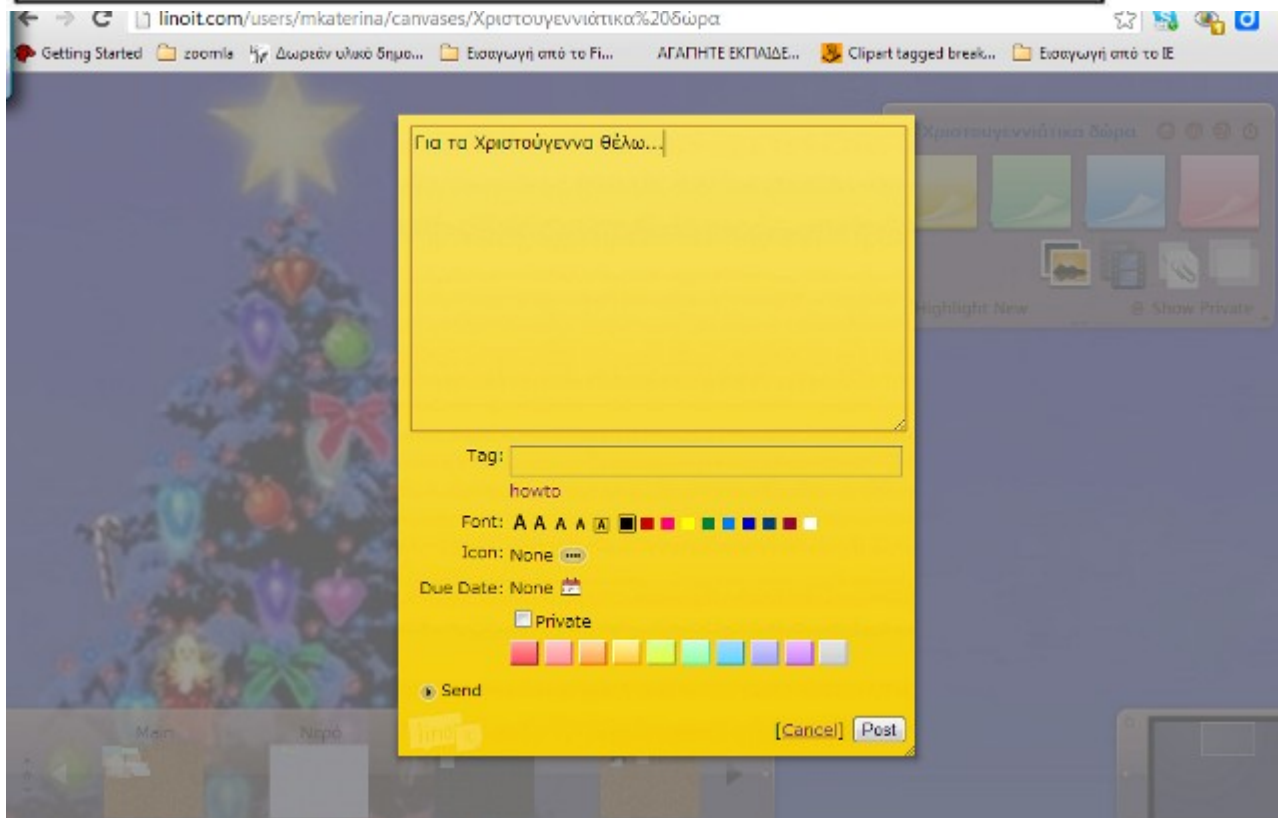 linoit.com/users/mkaterina/canvases/Χριστουγεννιάτικα%20δώρα
Getting Started zoomla Δωρεάν υλικό δημο... Εισαγωγή από το Fi... ΑΓΑΠΗΤΕ ΕΚΠΑΙΔΕ... Clipart tagged break... Εισαγωγή από το IE
Για τα Χριστούγεννα θέλω...
Χριστουγεννιάτικα δώρα
Highlight New Show Private
Tag:
howto
Font: A A A A A
Icon: None
Due Date: None
Private
Send
[Cancel] Post
Main Νερό